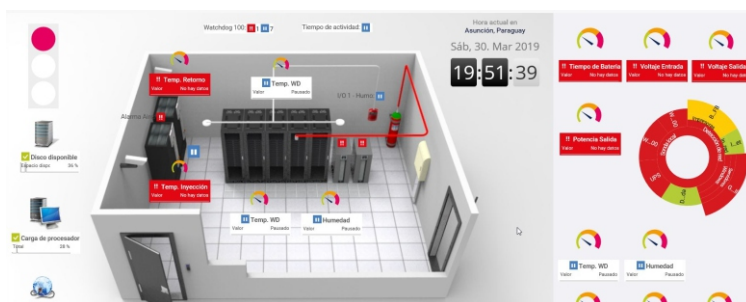 Watchdog 100: !! 1 7
Tiempo de actividad:
Hora actual en
Asunción, Paraguay
Sáb, 30. Mar 2019
19:51:39
!! Temp. Retorno
Valor No hay datos
Temp. WD
Valor Pausado
I/O 1 - Humo
!! Temp. Inyección
Valor No hay datos
Temp. WD
Valor Pausado
Humedad
Valor Pausado
Disco disponible
Carga de procesador
Total 28 %
!! Tiempo de Batería
Valor No hay datos
!! Voltaje Entrada
Valor No hay datos
!! Voltaje Salida
Valor No hay datos
!! Potencia Salida
Valor No hay datos
Temp. WD
Valor Pausado
Humedad
Valor Pausado